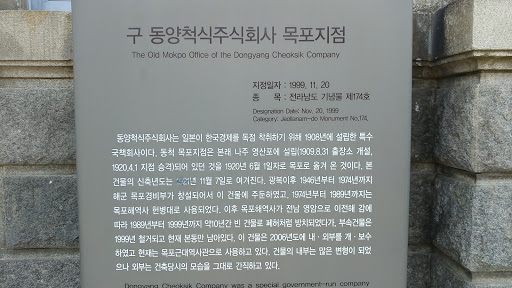 구 동양척식주식회사 목포지점
The Old Mokpo Office of the Dongyang Cheoksik Company
지정일자 : 1999. 11. 20
종 목 : 전라남도 기념물 제174호
Designation Date: Nov. 20, 1999
Category: Jeollanam-do Monument No.174,
동양척식주식회사는 일본이 한국경제를 독점 착취하기 위해 1908년에 설립한 특수
국책회사이다. 동척 목포지점은 본래 나주 영산포에 설립(1909.8.31 출장소 개설,
1920.4.1 지점 승격)되어 있던 것을 1920년 6월 1일자로 목포로 옮겨 온 것이다. 본
건물의 신축년도는 년 11월 7일로 여겨진다. 광복이후 1946년부터 1974년까지
해군 목포경비부가 창설되어서 이 건물에 주둔하였고, 1974년부터 1989년까지는
목포해역사 헌병대로 사용되었다. 이후 목포해역사가 전남 영암으로 이전해 감에
따라 1989년부터 1999년까지 약10년간 빈 건물로 폐허처럼 방치되었다가, 부속건물은
1999년 철거되고 현재 본동만 남아있다. 이 건물은 2006년도에 내 · 외부를 개 · 보수
하였고 현재는 목포근대역사관으로 사용하고 있다. 건물의 내부는 많은 변형이 되었
으나 외부는 건축당시의 모습을 그대로 간직하고 있다.
Dongyang Cheoksik Company was a special government-run company